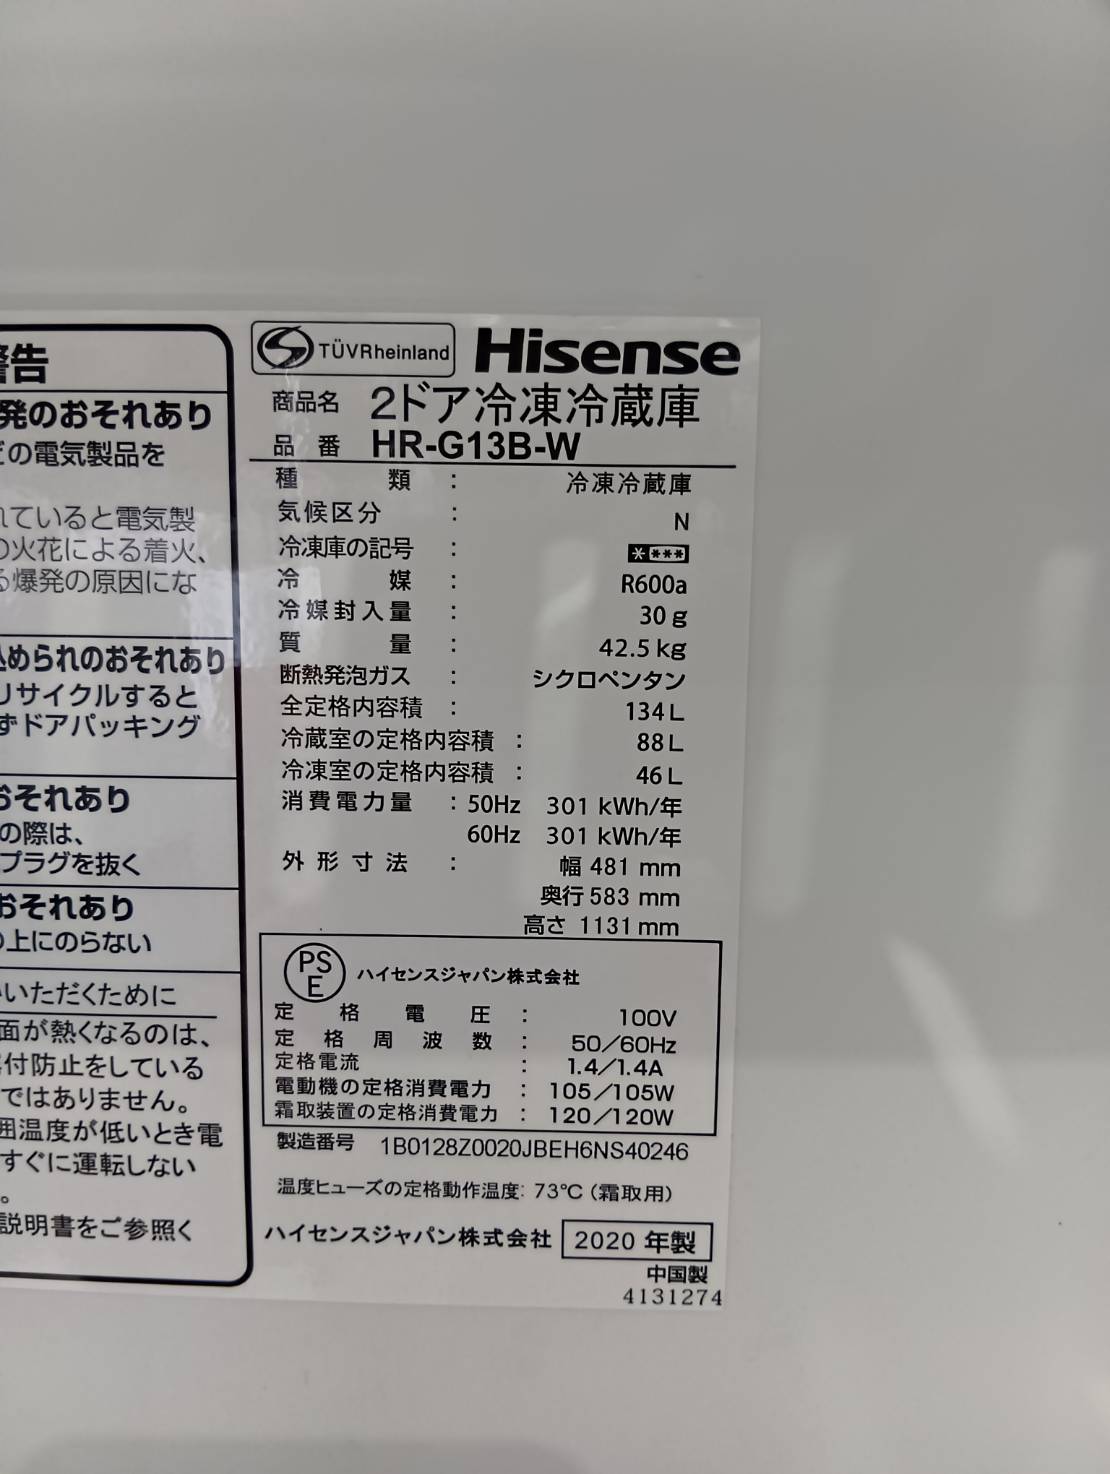 警告
発のおそれあり
どの電気製品を
れていると電気製
の火花による着火、
る爆発の原因にな
込められのおそれあり
リサイクルすると
ずドアパッキング
おそれあり
の際は、
プラグを抜く
おそれあり
の上にのらない
いいただくために
面が熱くなるのは、
付防止をしている
ではありません。
囲温度が低いとき電
すぐに運転しない
。
説明書をご参照く
TÜVRheinland
Hisense
商品名 2ドア冷凍冷蔵庫
品番 HR-G13B-W
種類 : 冷凍冷蔵庫
気候区分 : N
冷凍庫の記号 : * ***
冷媒 : R600a
冷媒封入量 : 30g
質量 : 42.5kg
断熱発泡ガス : シクロペンタン
全定格内容積 : 134L
冷蔵室の定格内容積 : 88L
冷凍室の定格内容積 : 46L
消費電力量 : 50Hz 301 kWh/年
60Hz 301 kWh/年
外形寸法 : 幅 481 mm
奥行 583 mm
高さ 1131 mm
PSE ハイセンスジャパン株式会社
定格電圧 : 100V
定格周波数 : 50/60Hz
定格電流 : 1.4/1.4A
電動機の定格消費電力 : 105/105W
霜取装置の定格消費電力 : 120/120W
製造番号 1B0128Z0020JBEH6NS40246
温度ヒューズの定格動作温度: 73℃(霜取用)
ハイセンスジャパン株式会社 2020 年製
中国製
4131274